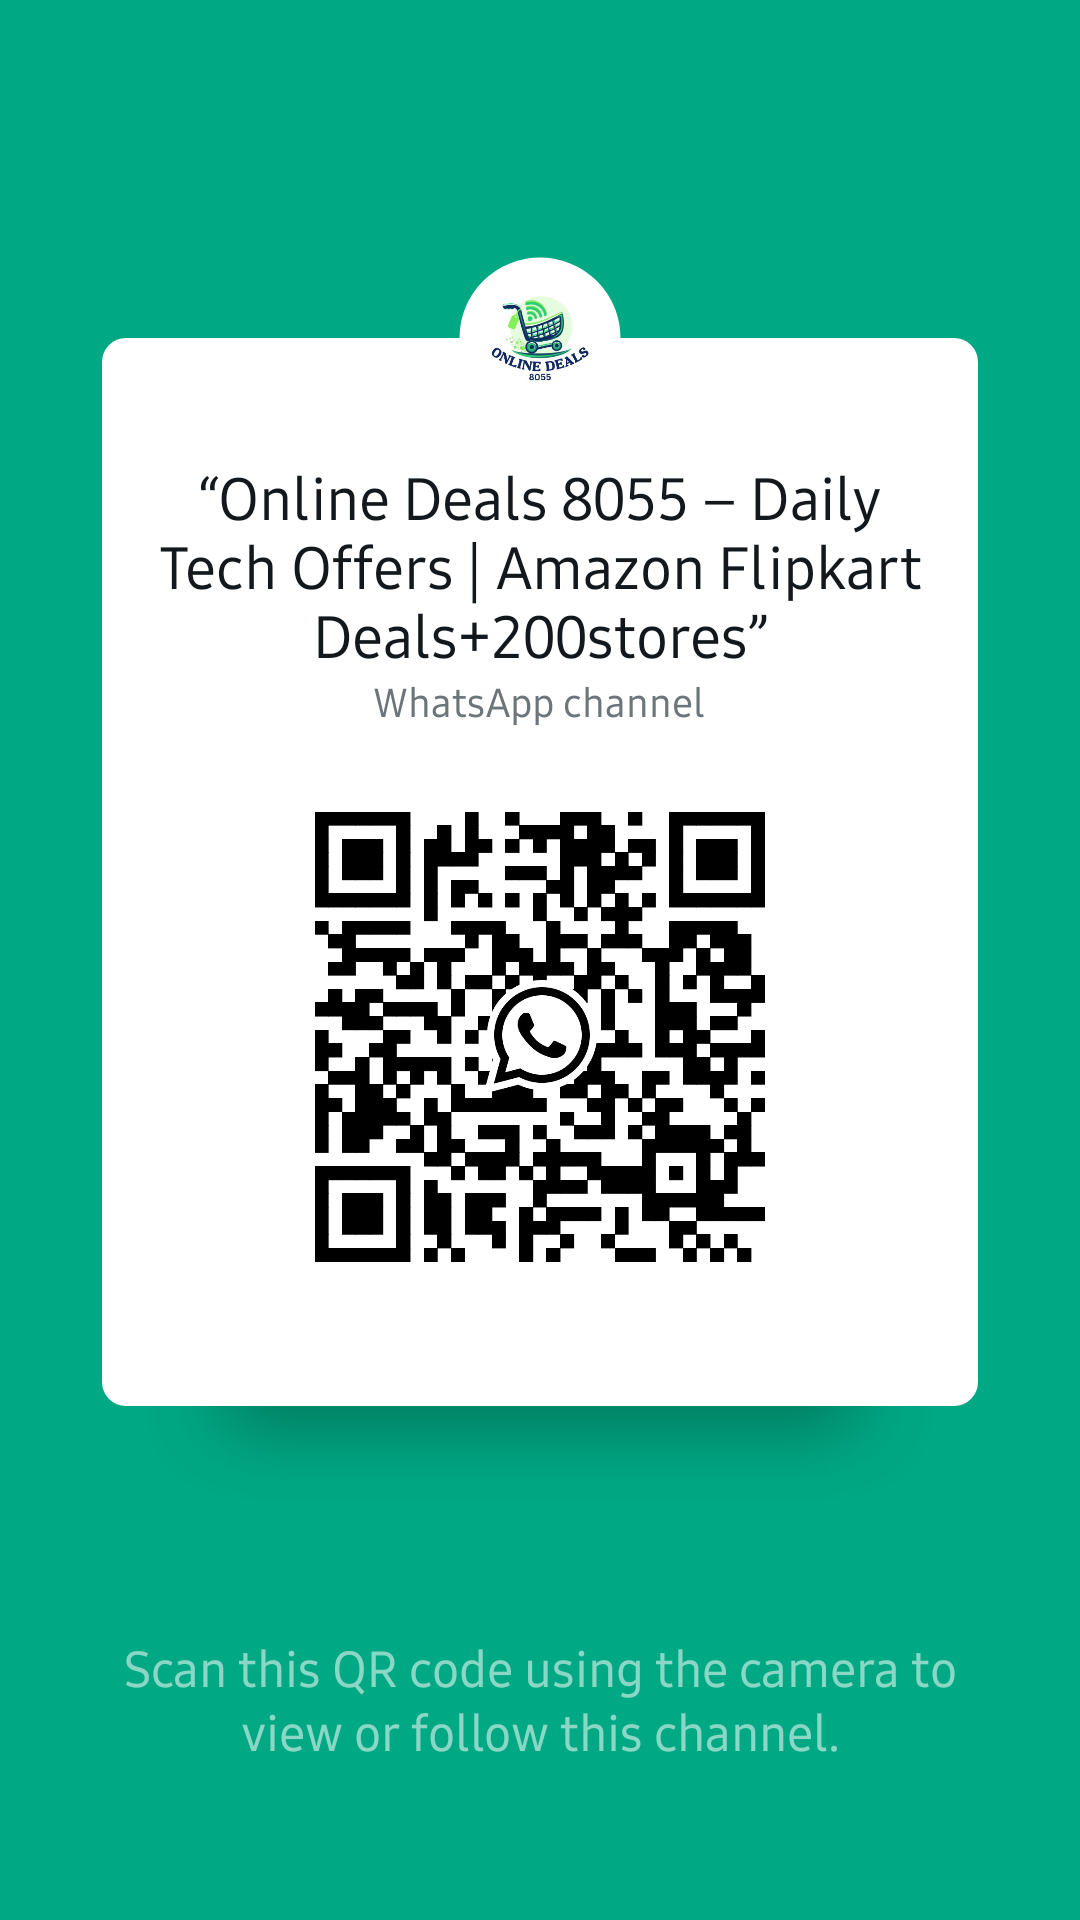 ONLINE DEALS
8055
“Online Deals 8055 – Daily
Tech Offers | Amazon Flipkart
Deals+200stores”
WhatsApp channel
Scan this QR code using the camera to
view or follow this channel.